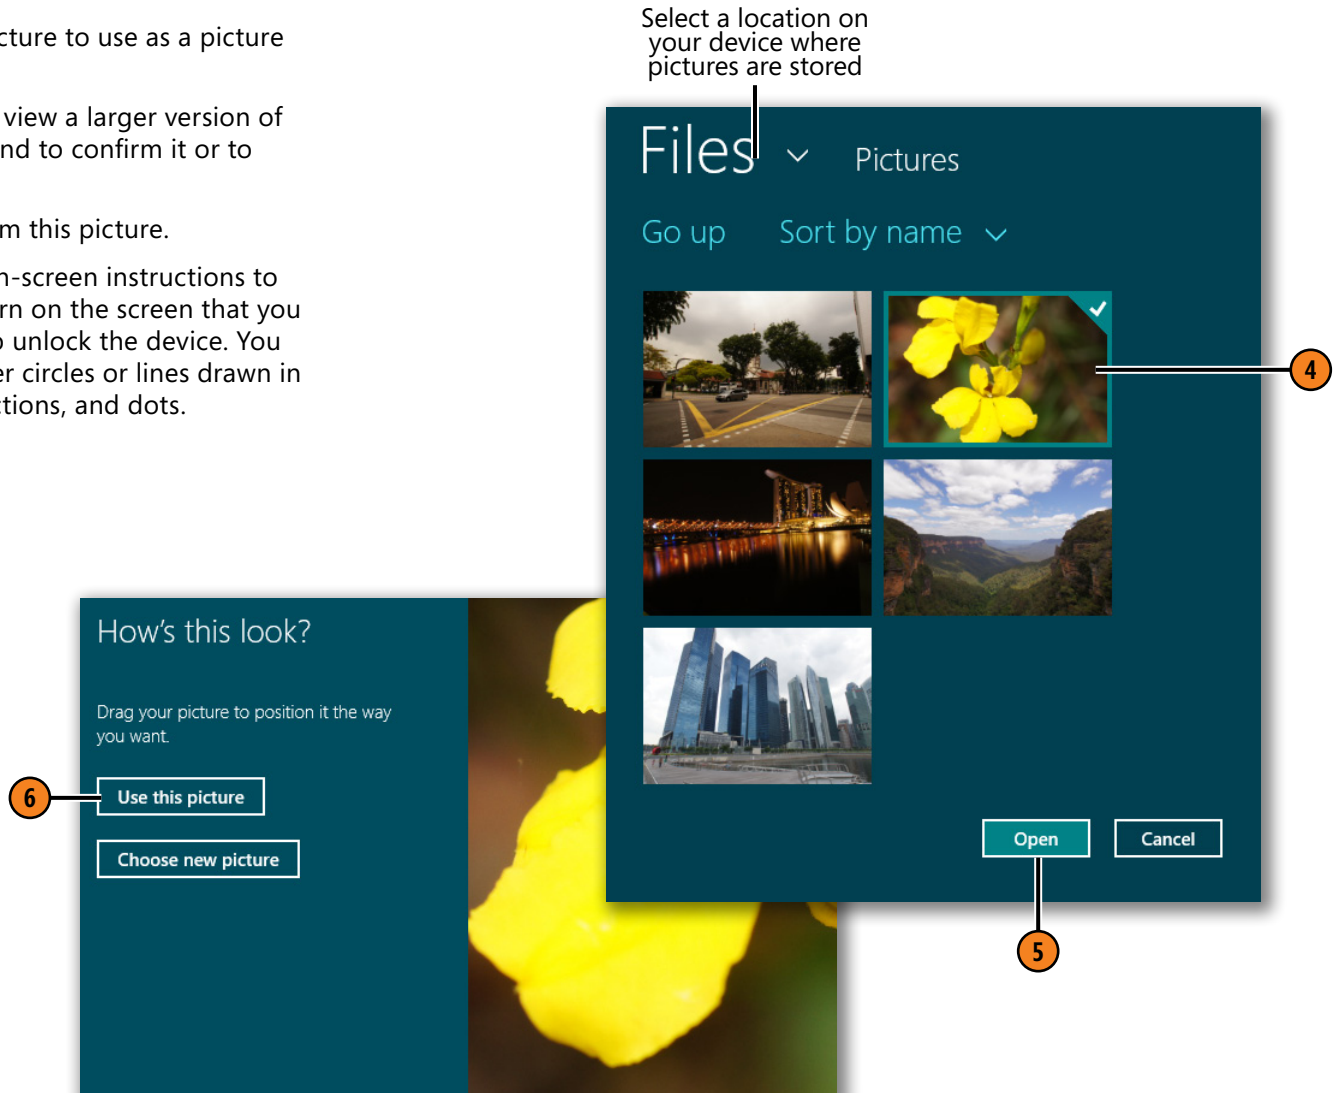 cture to use as a picture
view a larger version of
nd to confirm it or to
m this picture.
n-screen instructions to
rn on the screen that you
o unlock the device. You
er circles or lines drawn in
ctions, and dots.
Select a location on
your device where
pictures are stored
Files Pictures
Go up Sort by name
4
Open Cancel
5
How's this look?
Drag your picture to position it the way
you want.
6
Use this picture
Choose new picture